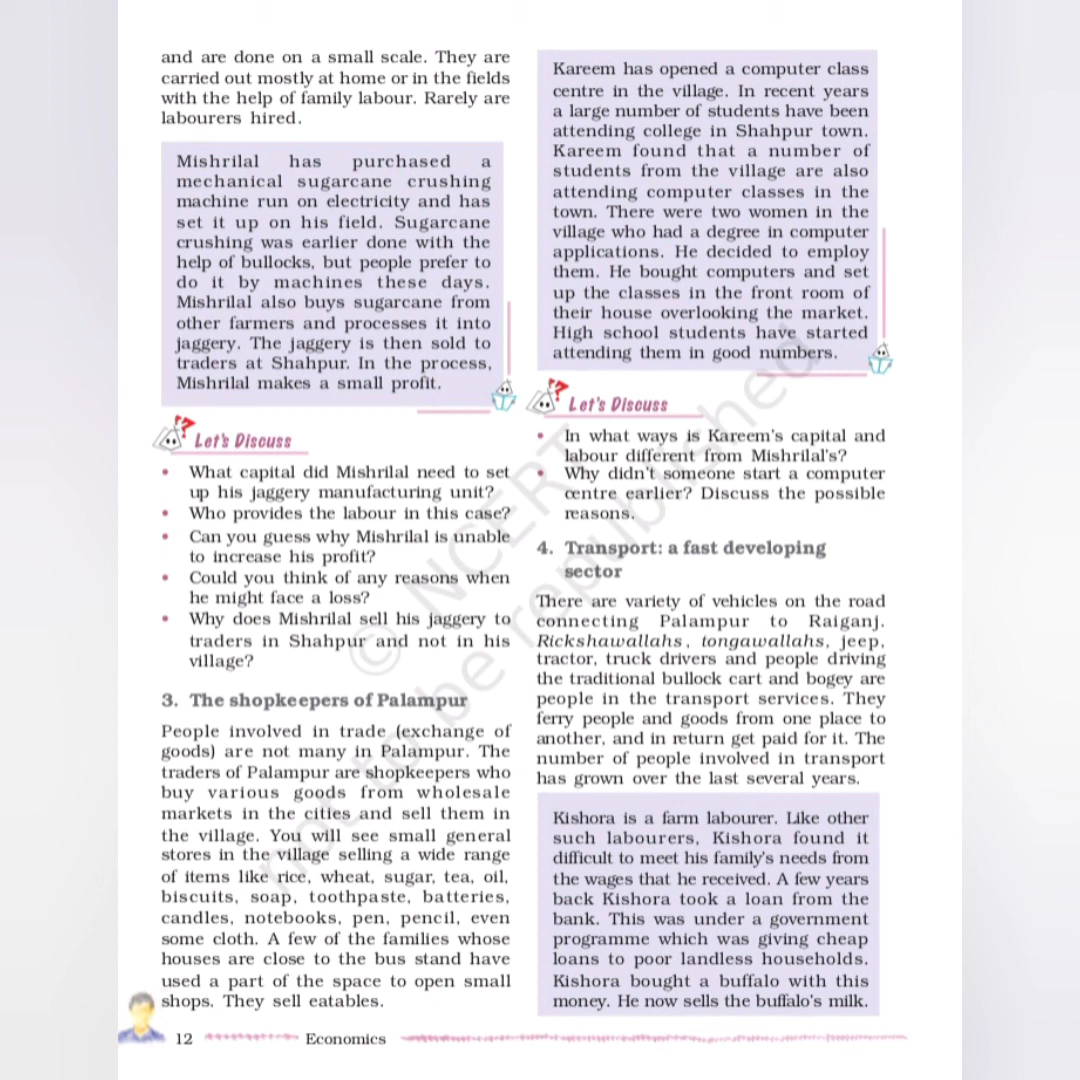 and are done on a small scale. They are
carried out mostly at home or in the fields
with the help of family labour. Rarely are
labourers hired.
Mishrilal has purchased a
mechanical sugarcane crushing
machine run on electricity and has
set it up on his field. Sugarcane
crushing was earlier done with the
help of bullocks, but people prefer to
do it by machines these days.
Mishrilal also buys sugarcane from
other farmers and processes it into
jaggery. The jaggery is then sold to
traders at Shahpur. In the process,
Mishrilal makes a small profit.
Let's Discuss
• What capital did Mishrilal need to set
up his jaggery manufacturing unit?
• Who provides the labour in this case?
• Can you guess why Mishrilal is unable
to increase his profit?
• Could you think of any reasons when
he might face a loss?
• Why does Mishrilal sell his jaggery to
traders in Shahpur and not in his
village?
3. The shopkeepers of Palampur
People involved in trade (exchange of
goods) are not many in Palampur. The
traders of Palampur are shopkeepers who
buy various goods from wholesale
markets in the cities and sell them in
the village. You will see small general
stores in the village selling a wide range
of items like rice, wheat, sugar, tea, oil,
biscuits, soap, toothpaste, batteries,
candles, notebooks, pen, pencil, even
some cloth. A few of the families whose
houses are close to the bus stand have
used a part of the space to open small
shops. They sell eatables.
Kareem has opened a computer class
centre in the village. In recent years
a large number of students have been
attending college in Shahpur town.
Kareem found that a number of
students from the village are also
attending computer classes in the
town. There were two women in the
village who had a degree in computer
applications. He decided to employ
them. He bought computers and set
up the classes in the front room of
their house overlooking the market.
High school students have started
attending them in good numbers.
Let's Discuss
• In what ways is Kareem's capital and
labour different from Mishrilal's?
• Why didn't someone start a computer
centre earlier? Discuss the possible
reasons.
4. Transport: a fast developing
sector
There are variety of vehicles on the road
connecting Palampur to Raiganj.
Rickshawallahs, tongawallahs, jeep,
tractor, truck drivers and people driving
the traditional bullock cart and bogey are
people in the transport services. They
ferry people and goods from one place to
another, and in return get paid for it. The
number of people involved in transport
has grown over the last several years.
Kishora is a farm labourer. Like other
such labourers, Kishora found it
difficult to meet his family's needs from
the wages that he received. A few years
back Kishora took a loan from the
bank. This was under a government
programme which was giving cheap
loans to poor landless households.
Kishora bought a buffalo with this
money. He now sells the buffalo's milk.
12 Economics
© NCERT
not to be republished